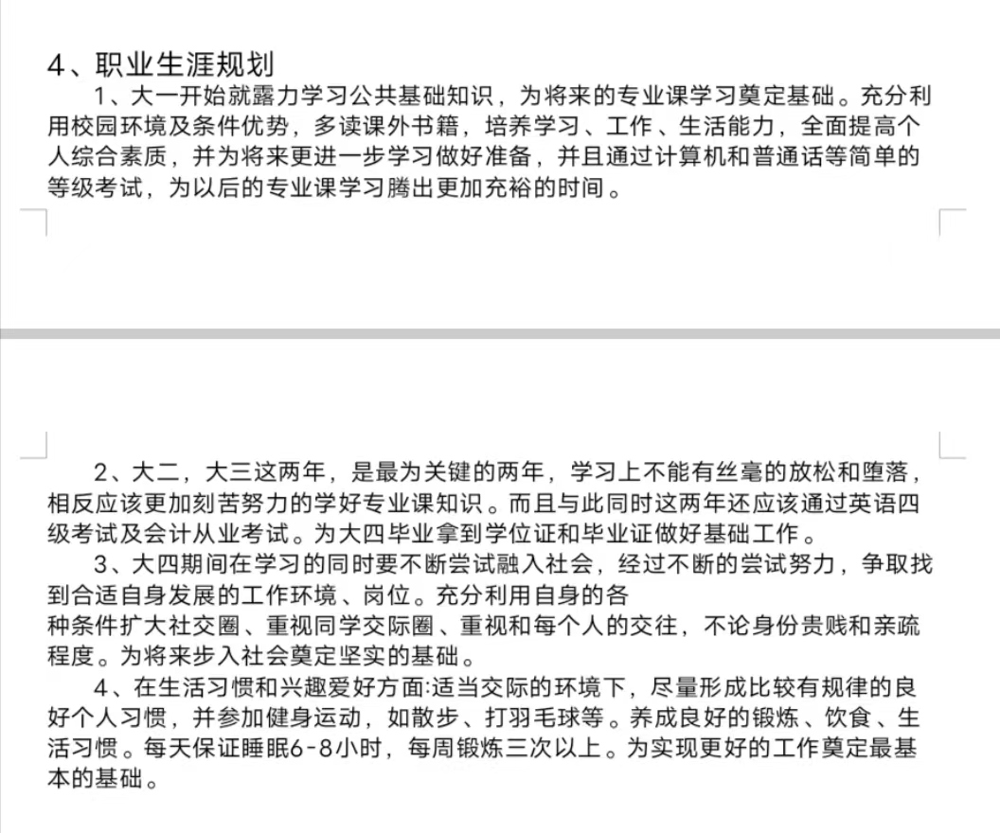 4、职业生涯规划
1、大一开始就露力学习公共基础知识，为将来的专业课学习奠定基础。充分利
用校园环境及条件优势，多读课外书籍，培养学习、工作、生活能力，全面提高个
人综合素质，并为将来更进一步学习做好准备，并且通过计算机和普通话等简单的
等级考试，为以后的专业课学习腾出更加充裕的时间。
2、大二，大三这两年，是最为关键的两年，学习上不能有丝毫的放松和堕落，
相反应该更加刻苦努力的学好专业课知识。而且与此同时这两年还应该通过英语四
级考试及会计从业考试。为大四毕业拿到学位证和毕业证做好基础工作。
3、大四期间在学习的同时要不断尝试融入社会，经过不断的尝试努力，争取找
到合适自身发展的工作环境、岗位。充分利用自身的各
种条件扩大社交圈、重视同学交际圈、重视和每个人的交往，不论身份贵贱和亲疏
程度。为将来步入社会奠定坚实的基础。
4、在生活习惯和兴趣爱好方面:适当交际的环境下，尽量形成比较有规律的良
好个人习惯，并参加健身运动，如散步、打羽毛球等。养成良好的锻炼、饮食、生
活习惯。每天保证睡眠6-8小时，每周锻炼三次以上。为实现更好的工作奠定最基
本的基础。